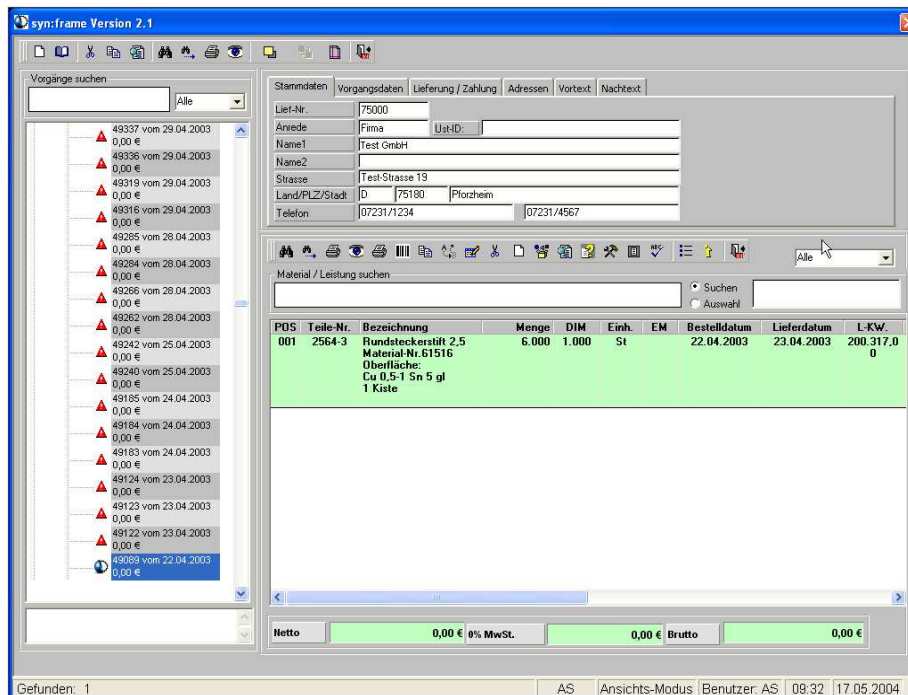 syn:frame Version 2.1
Vorgänge suchen
Alle
49337 vom 29.04.2003
0,00 €
49336 vom 29.04.2003
0,00 €
49319 vom 29.04.2003
0,00 €
49316 vom 29.04.2003
0,00 €
49285 vom 28.04.2003
0,00 €
49284 vom 28.04.2003
0,00 €
49266 vom 28.04.2003
0,00 €
49262 vom 28.04.2003
0,00 €
49242 vom 25.04.2003
0,00 €
49240 vom 25.04.2003
0,00 €
49185 vom 24.04.2003
0,00 €
49184 vom 24.04.2003
0,00 €
49183 vom 24.04.2003
0,00 €
49124 vom 23.04.2003
0,00 €
49123 vom 23.04.2003
0,00 €
49122 vom 23.04.2003
0,00 €
49089 vom 22.04.2003
0,00 €
Stammdaten Vorgangsdaten Lieferung / Zahlung Adressen Vortext Nachtext
Lief-Nr. 75000
Anrede Firma Ust-ID:
Name1 Test GmbH
Name2
Strasse Test-Strasse 19
Land/PLZ/Stadt D 75180 Pforzheim
Telefon 07231/1234 07231/4567
Alle
Material / Leistung suchen
Suchen
Auswahl
POS Teile-Nr. Bezeichnung Menge DIM Einh. EM Bestelldatum Lieferdatum L-KW.
001 2564-3 Rundsteckerstift 2,5 6.000 1.000 St 22.04.2003 23.04.2003 200.317,0
Material-Nr.61516 0
Oberfläche:
Cu 0,5-1 Sn 5 gl
1 Kiste
Netto 0,00 € 0% MwSt. 0,00 € Brutto 0,00 €
Gefunden: 1 AS Ansichts-Modus Benutzer: AS 09:32 17.05.2004